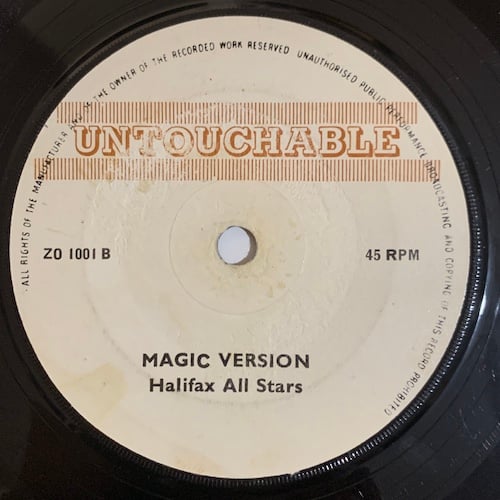 ALL RIGHTS OF THE MANUFACTURER AND OF THE OWNER OF THE RECORDED WORK RESERVED UNAUTHORISED PUBLIC PERFORMANCE BROADCASTING AND COPYING OF THIS RECORD PROHIBITED
UNTOUCHABLE
ZO 1001 B
45 RPM
MAGIC VERSION
Halifax All Stars